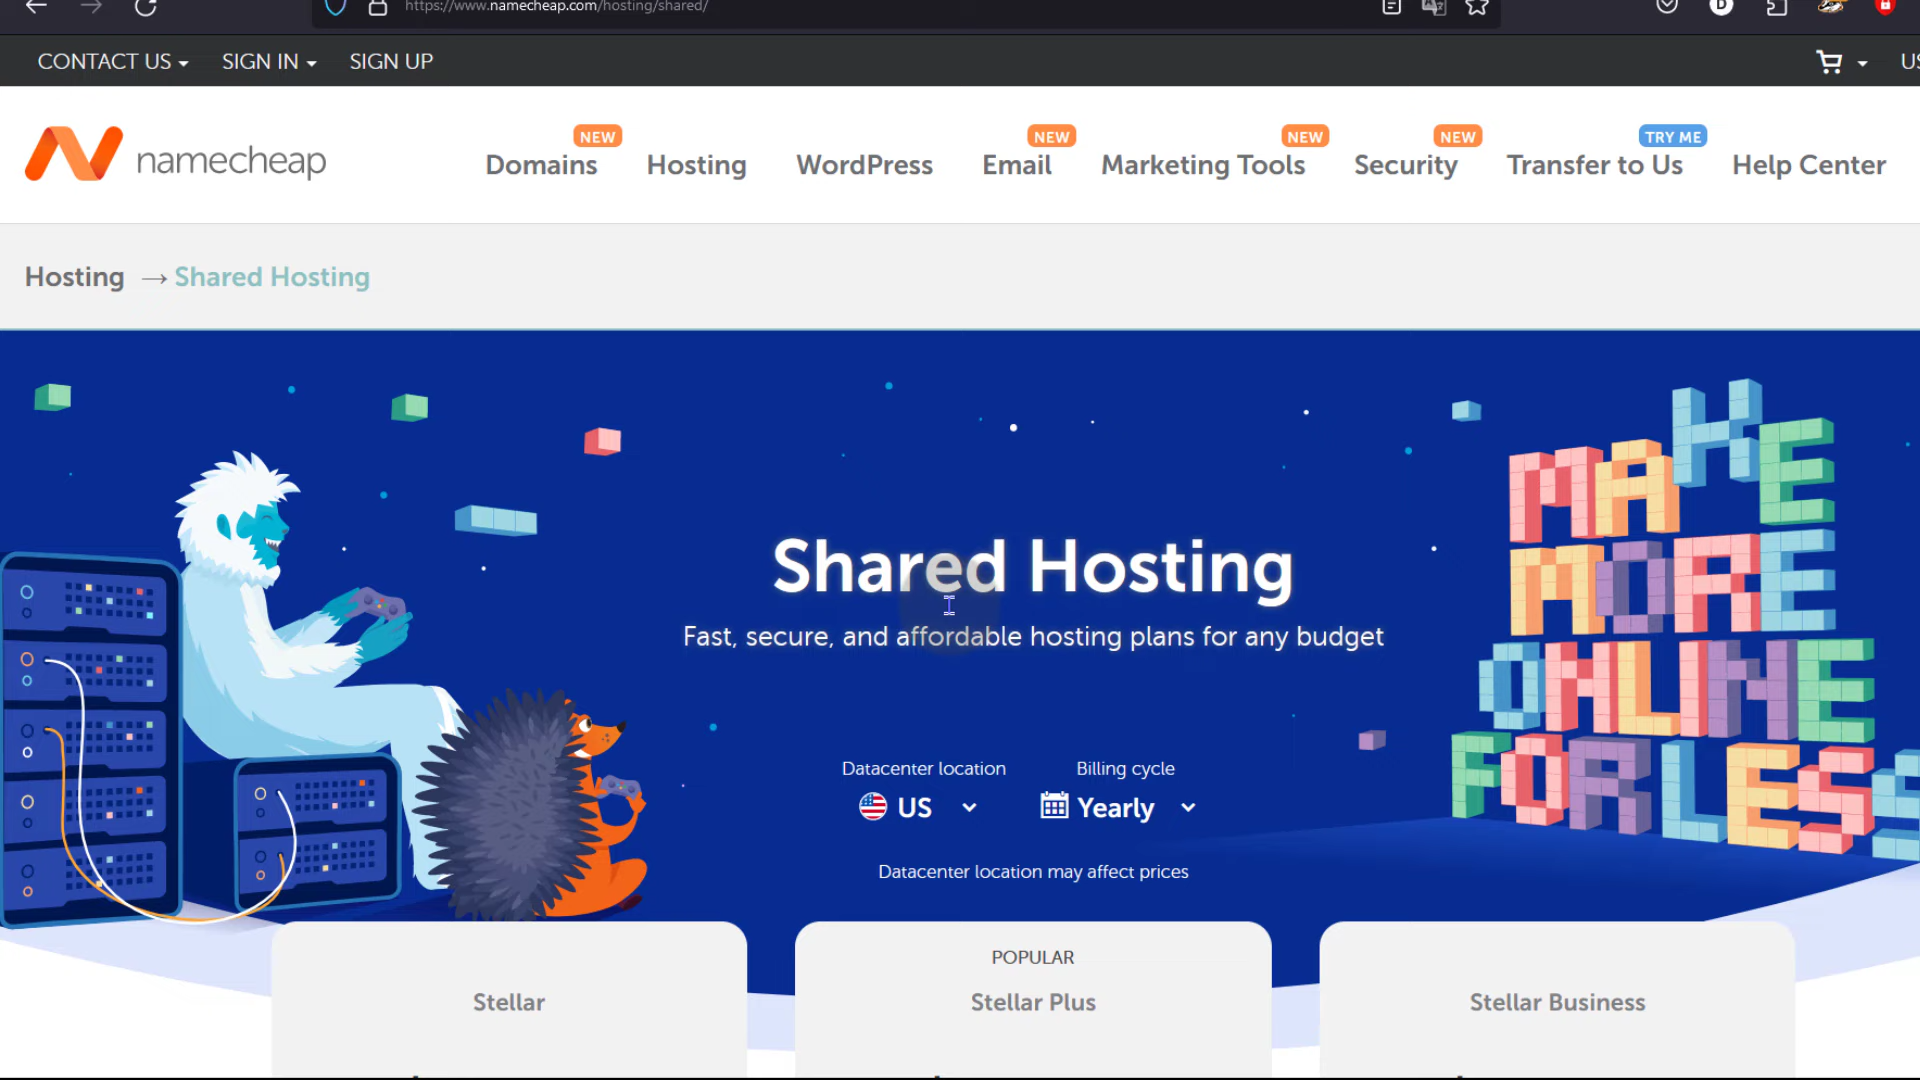 https://www.namecheap.com/hosting/shared/
CONTACT US SIGN IN SIGN UP
NEW NEW NEW NEW TRY ME
namecheap Domains Hosting WordPress Email Marketing Tools Security Transfer to Us Help Center
Hosting → Shared Hosting
MAKE
MORE
ONLINE
FOR LESS
Shared Hosting
Fast, secure, and affordable hosting plans for any budget
Datacenter location Billing cycle
US Yearly
Datacenter location may affect prices
POPULAR
Stellar Stellar Plus Stellar Business